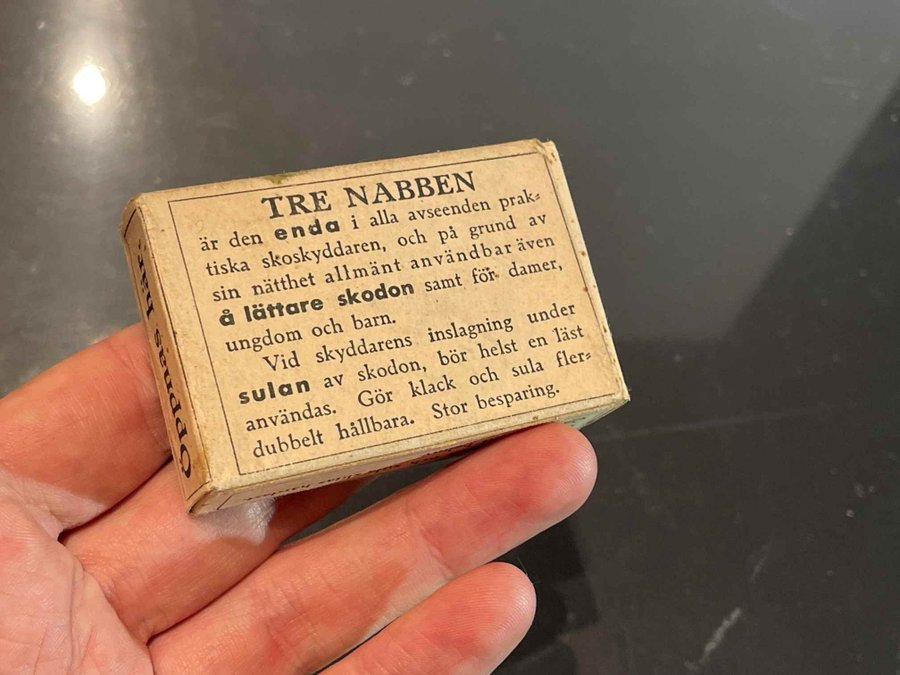 TRE NABBEN
är den enda i alla avseenden prak-
tiska skoskyddaren, och på grund av
sin nätthet allmänt användbar även
å lättare skodon samt för damer,
ungdom och barn.
Vid skyddarens inslagning under
sulan av skodon, bör helst en läst
användas. Gör klack och sula fler-
dubbelt hållbara. Stor besparing.
Öppnas här.